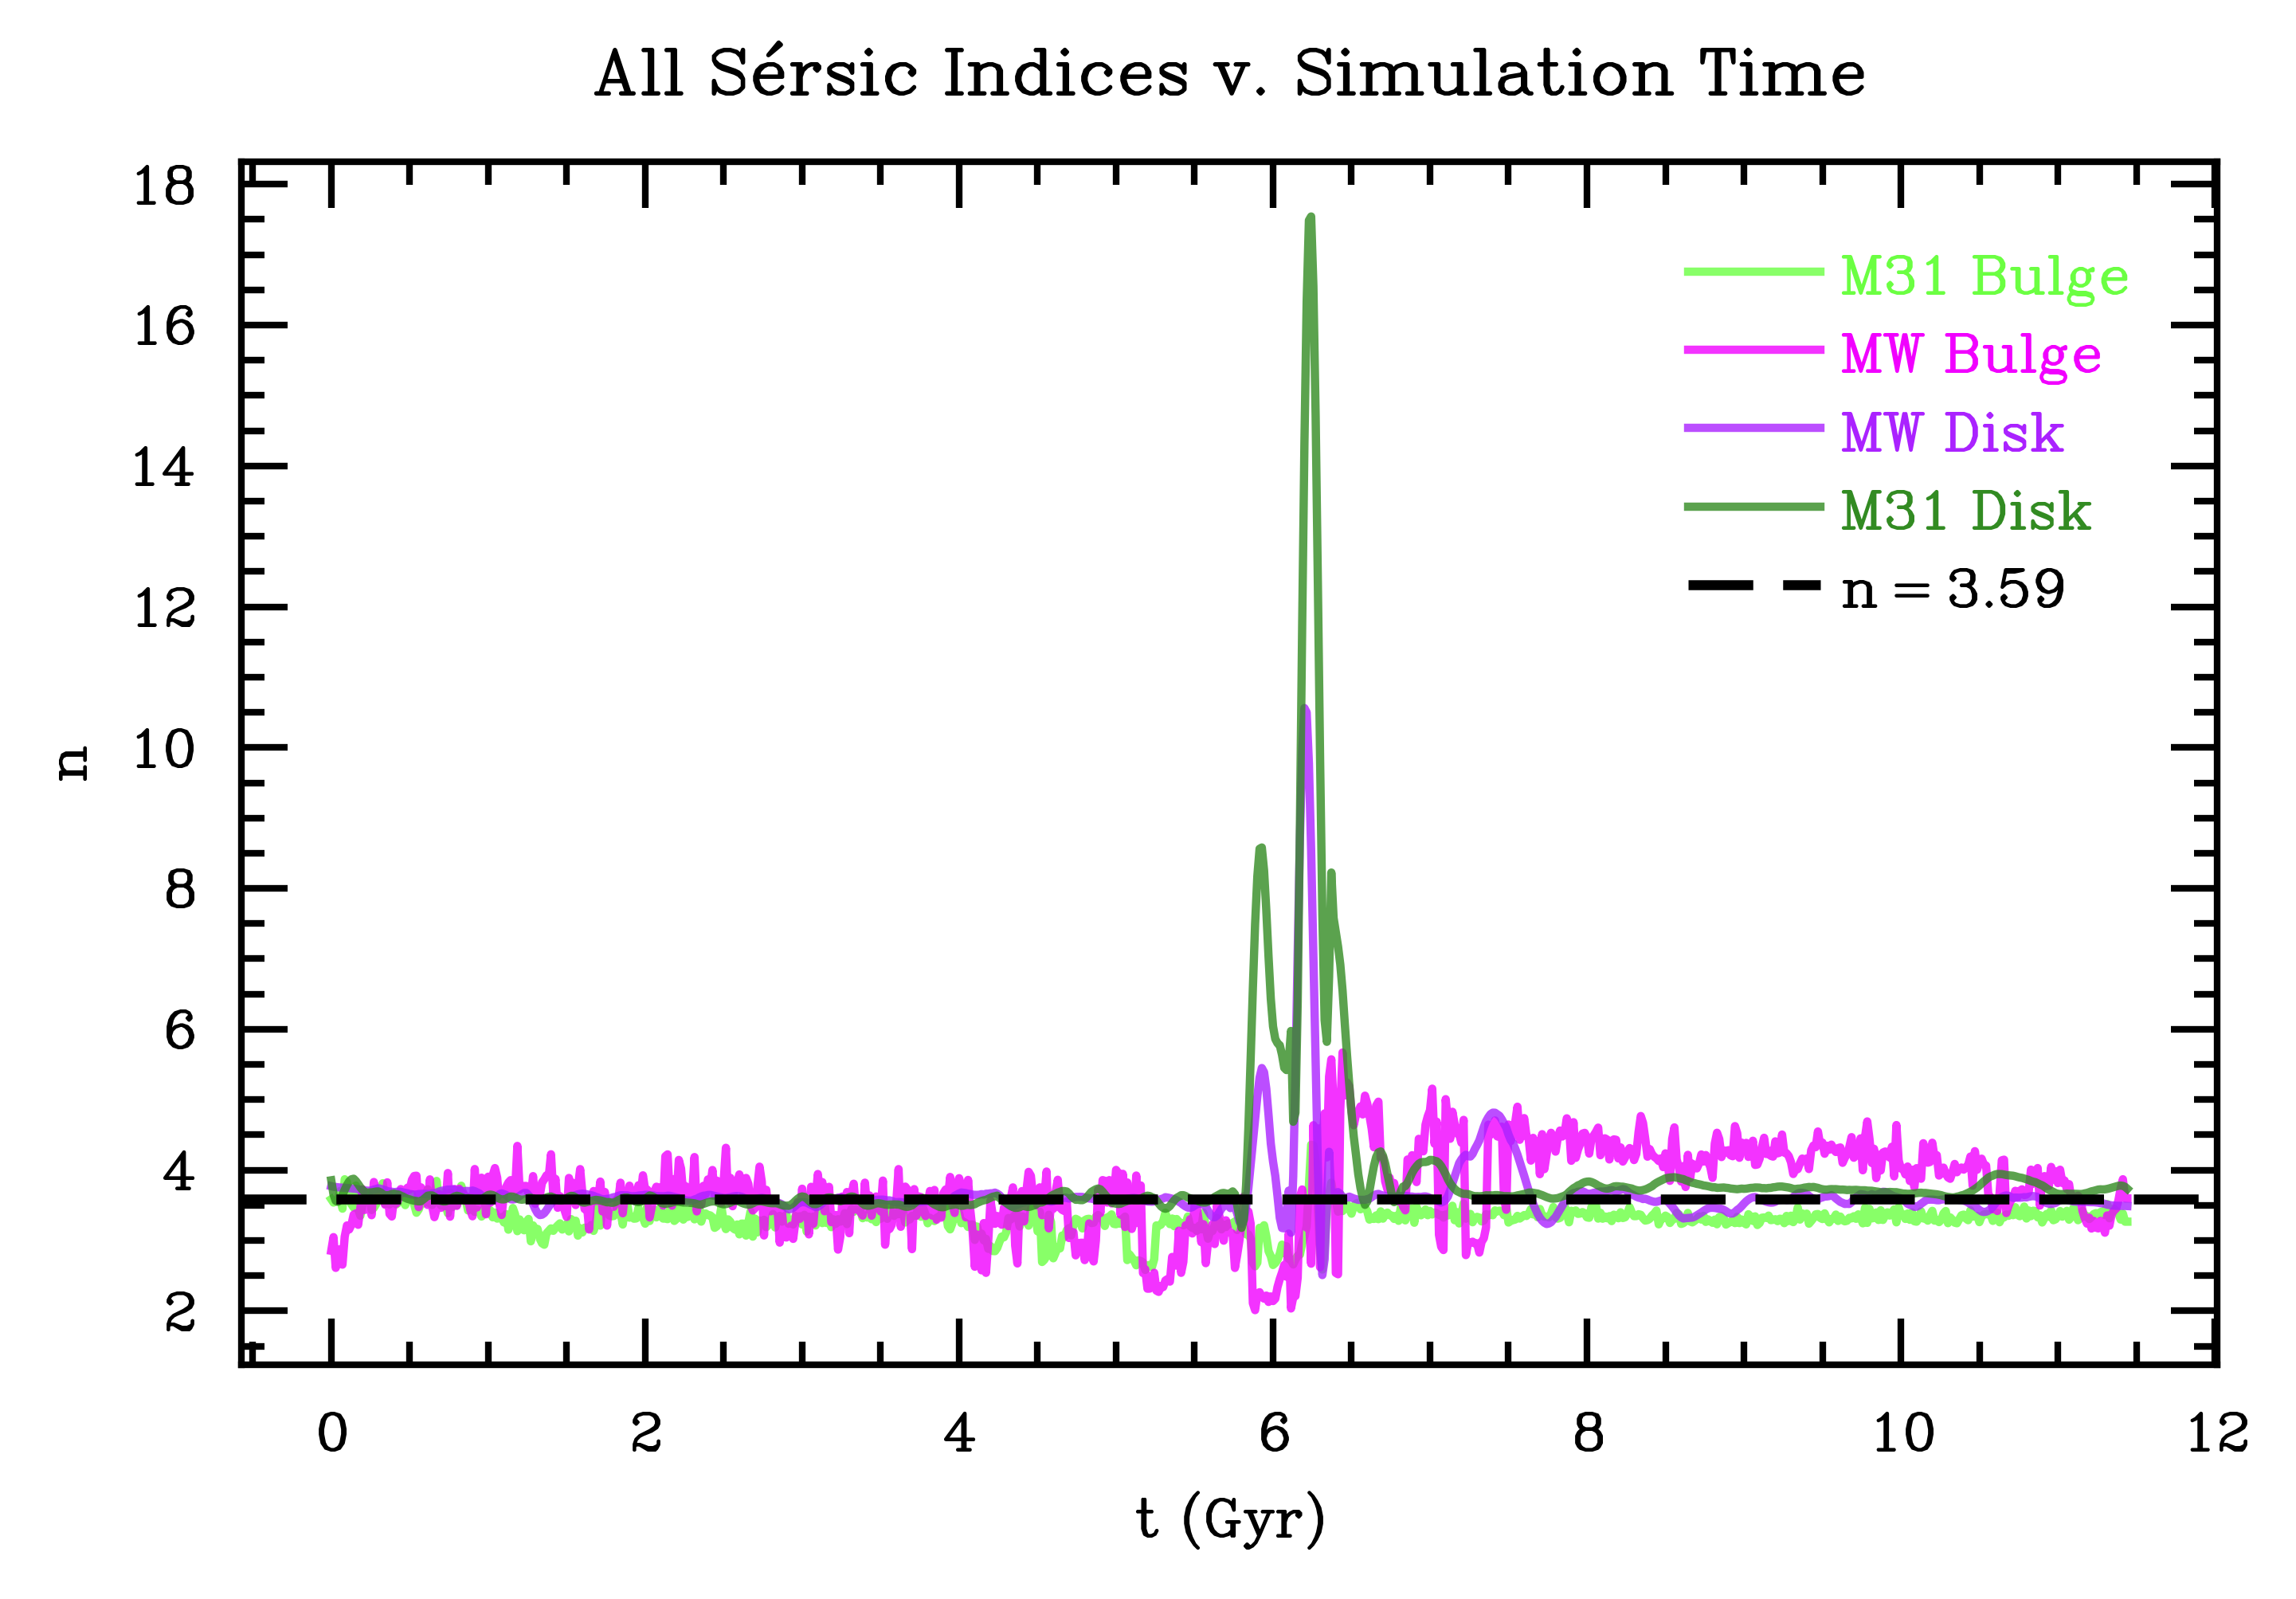 All Sérsic Indices v. Simulation Time
18
16
14
12
10
8
6
4
2
n
M31 Bulge
MW Bulge
MW Disk
M31 Disk
n = 3.59
0 2 4 6 8 10 12
t (Gyr)